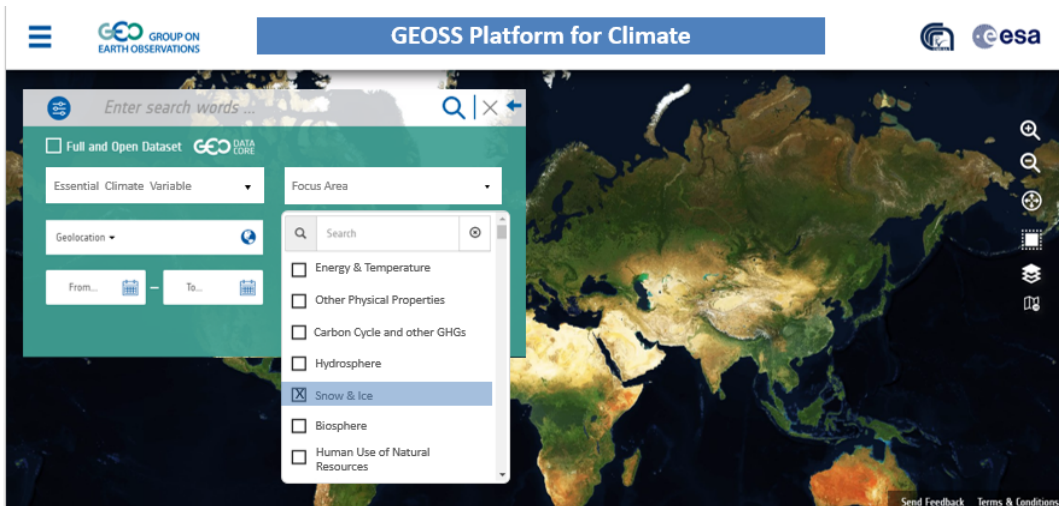 GEO GROUP ON
EARTH OBSERVATIONS
GEOSS Platform for Climate
esa
Enter search words ...
Full and Open Dataset GEO DATA
CORE
Essential Climate Variable
Focus Area
Geolocation
Search
From...
–
To...
Energy & Temperature
Other Physical Properties
Carbon Cycle and other GHGs
Hydrosphere
X Snow & Ice
Biosphere
Human Use of Natural
Resources
Send Feedback Terms & Conditions